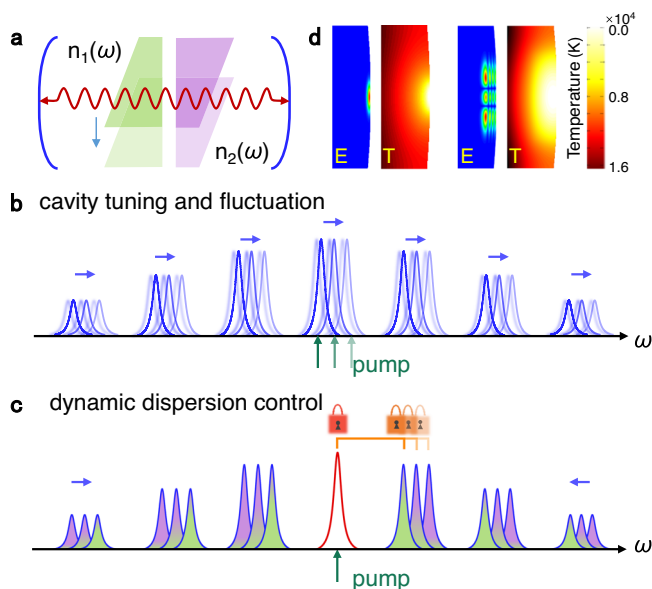 a
n₁(ω)
n₂(ω)
d
E
T
E
T
Temperature (K)
×10⁴
0.0
0.8
1.6
b cavity tuning and fluctuation
ω
pump
c dynamic dispersion control
ω
pump